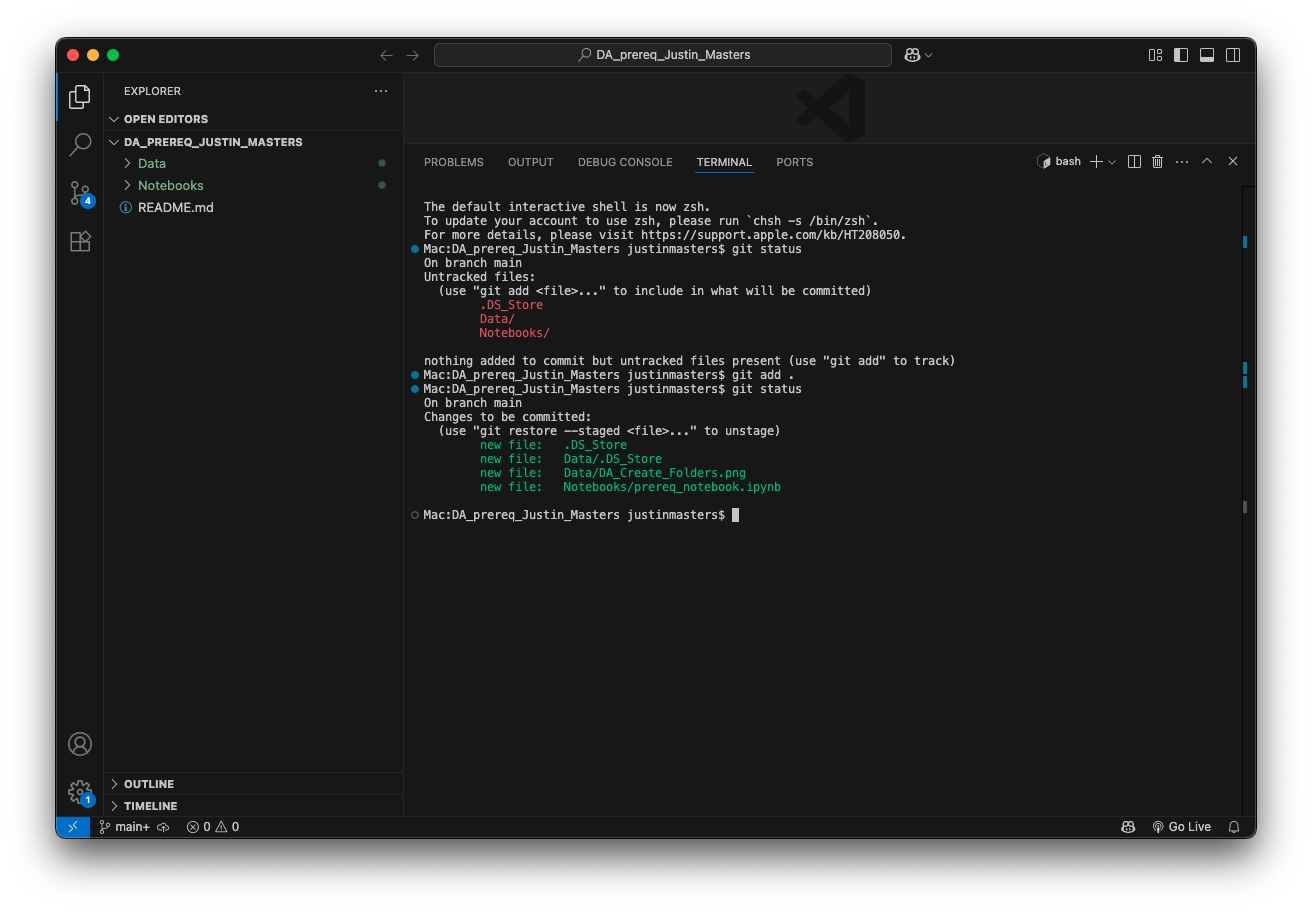 DA_prereq_Justin_Masters
EXPLORER
OPEN EDITORS
DA_PREREQ_JUSTIN_MASTERS
Data
Notebooks
README.md
4
PROBLEMS OUTPUT DEBUG CONSOLE TERMINAL PORTS
bash
The default interactive shell is now zsh.
To update your account to use zsh, please run `chsh -s /bin/zsh`.
For more details, please visit https://support.apple.com/kb/HT208050.
Mac:DA_prereq_Justin_Masters justinmasters$ git status
On branch main
Untracked files:
(use "git add <file>..." to include in what will be committed)
.DS_Store
Data/
Notebooks/
nothing added to commit but untracked files present (use "git add" to track)
Mac:DA_prereq_Justin_Masters justinmasters$ git add .
Mac:DA_prereq_Justin_Masters justinmasters$ git status
On branch main
Changes to be committed:
(use "git restore --staged <file>..." to unstage)
new file: .DS_Store
new file: Data/.DS_Store
new file: Data/DA_Create_Folders.png
new file: Notebooks/prereq_notebook.ipynb
Mac:DA_prereq_Justin_Masters justinmasters$
OUTLINE
TIMELINE
1
main+ 0 0
Go Live